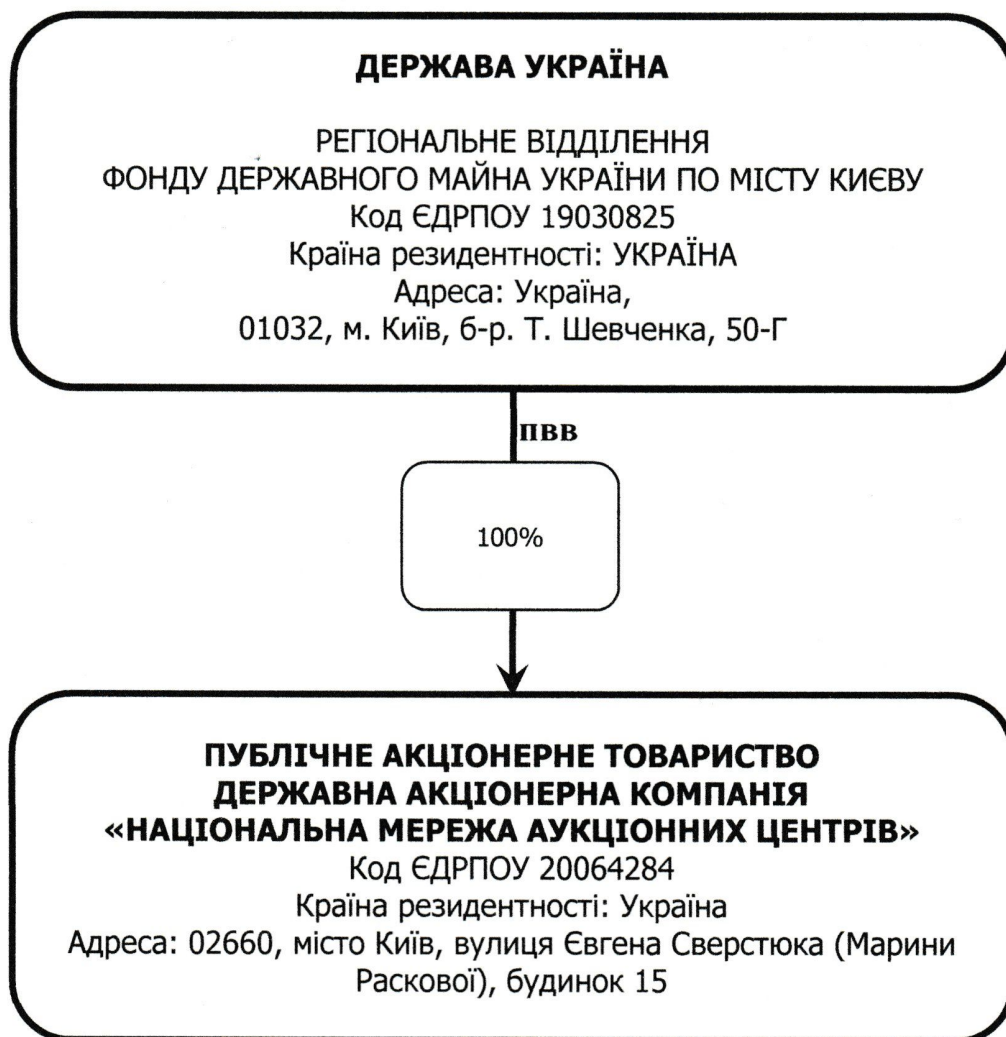 ДЕРЖАВА УКРАЇНА
РЕГІОНАЛЬНЕ ВІДДІЛЕННЯ
ФОНДУ ДЕРЖАВНОГО МАЙНА УКРАЇНИ ПО МІСТУ КИЄВУ
Код ЄДРПОУ 19030825
Країна резидентності: УКРАЇНА
Адреса: Україна,
01032, м. Київ, б-р. Т. Шевченка, 50-Г
ПВВ
100%
ПУБЛІЧНЕ АКЦІОНЕРНЕ ТОВАРИСТВО
ДЕРЖАВНА АКЦІОНЕРНА КОМПАНІЯ
«НАЦІОНАЛЬНА МЕРЕЖА АУКЦІОННИХ ЦЕНТРІВ»
Код ЄДРПОУ 20064284
Країна резидентності: Україна
Адреса: 02660, місто Київ, вулиця Євгена Сверстюка (Марини
Раскової), будинок 15